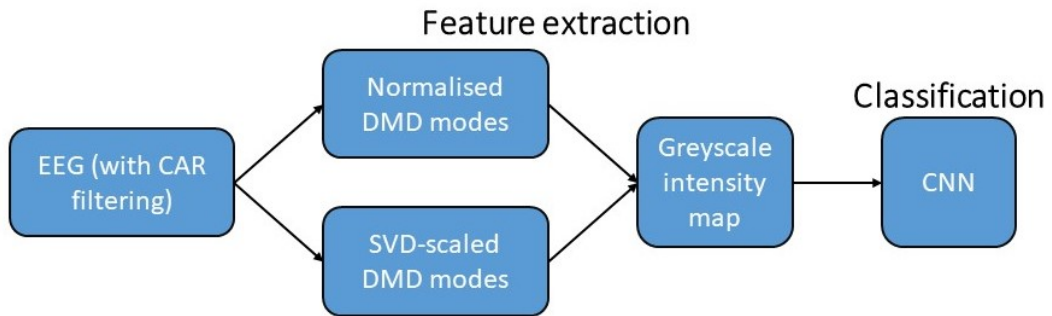 Feature extraction
Normalised
DMD modes
Classification
EEG (with CAR
filtering)
Greyscale
intensity
map
CNN
SVD-scaled
DMD modes